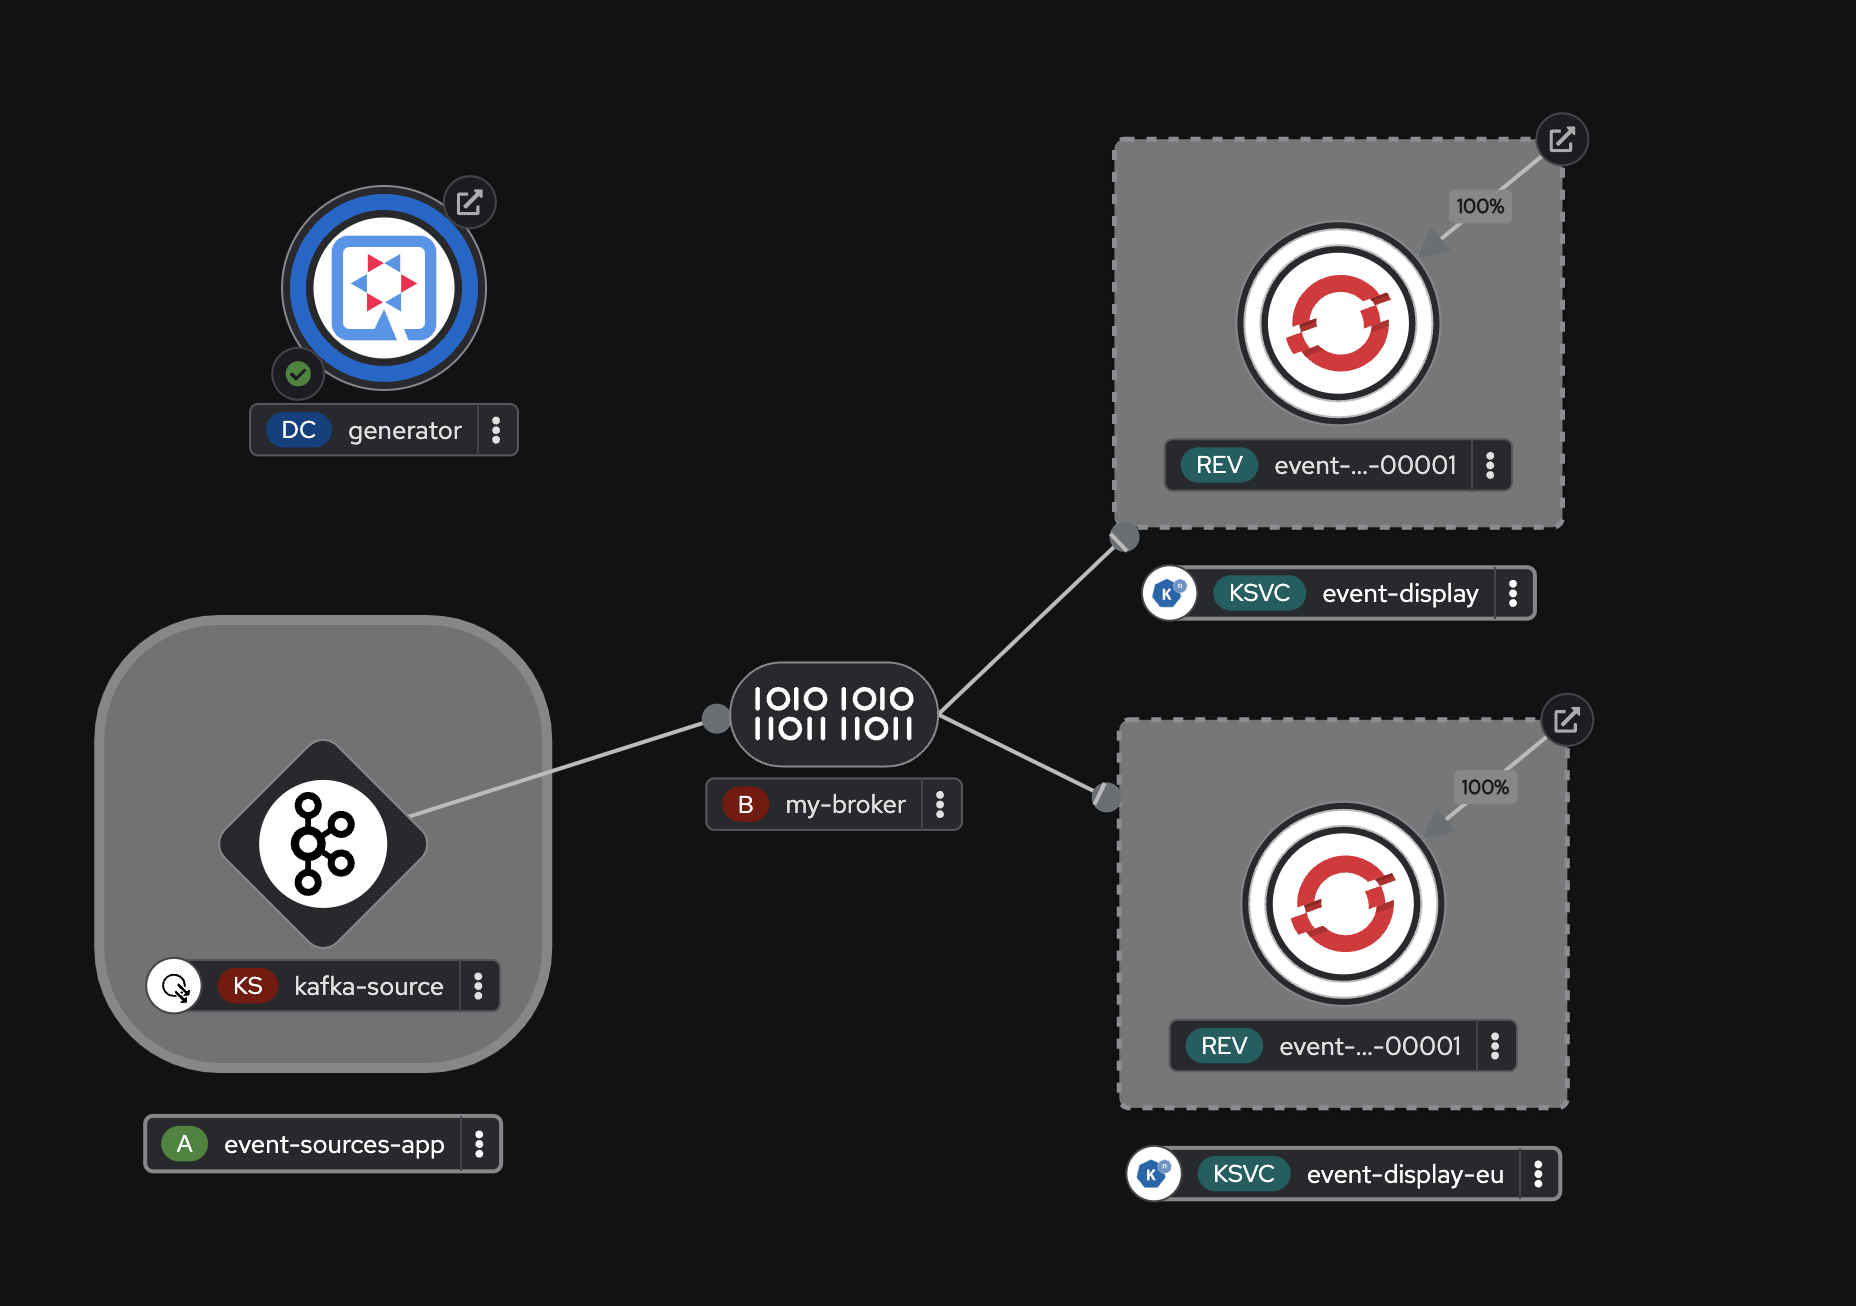 DC generator
100%
REV event-...-00001
K n KSVC event-display
1010 1010
11011 11011
B my-broker
KS kafka-source
A event-sources-app
100%
REV event-...-00001
K n KSVC event-display-eu